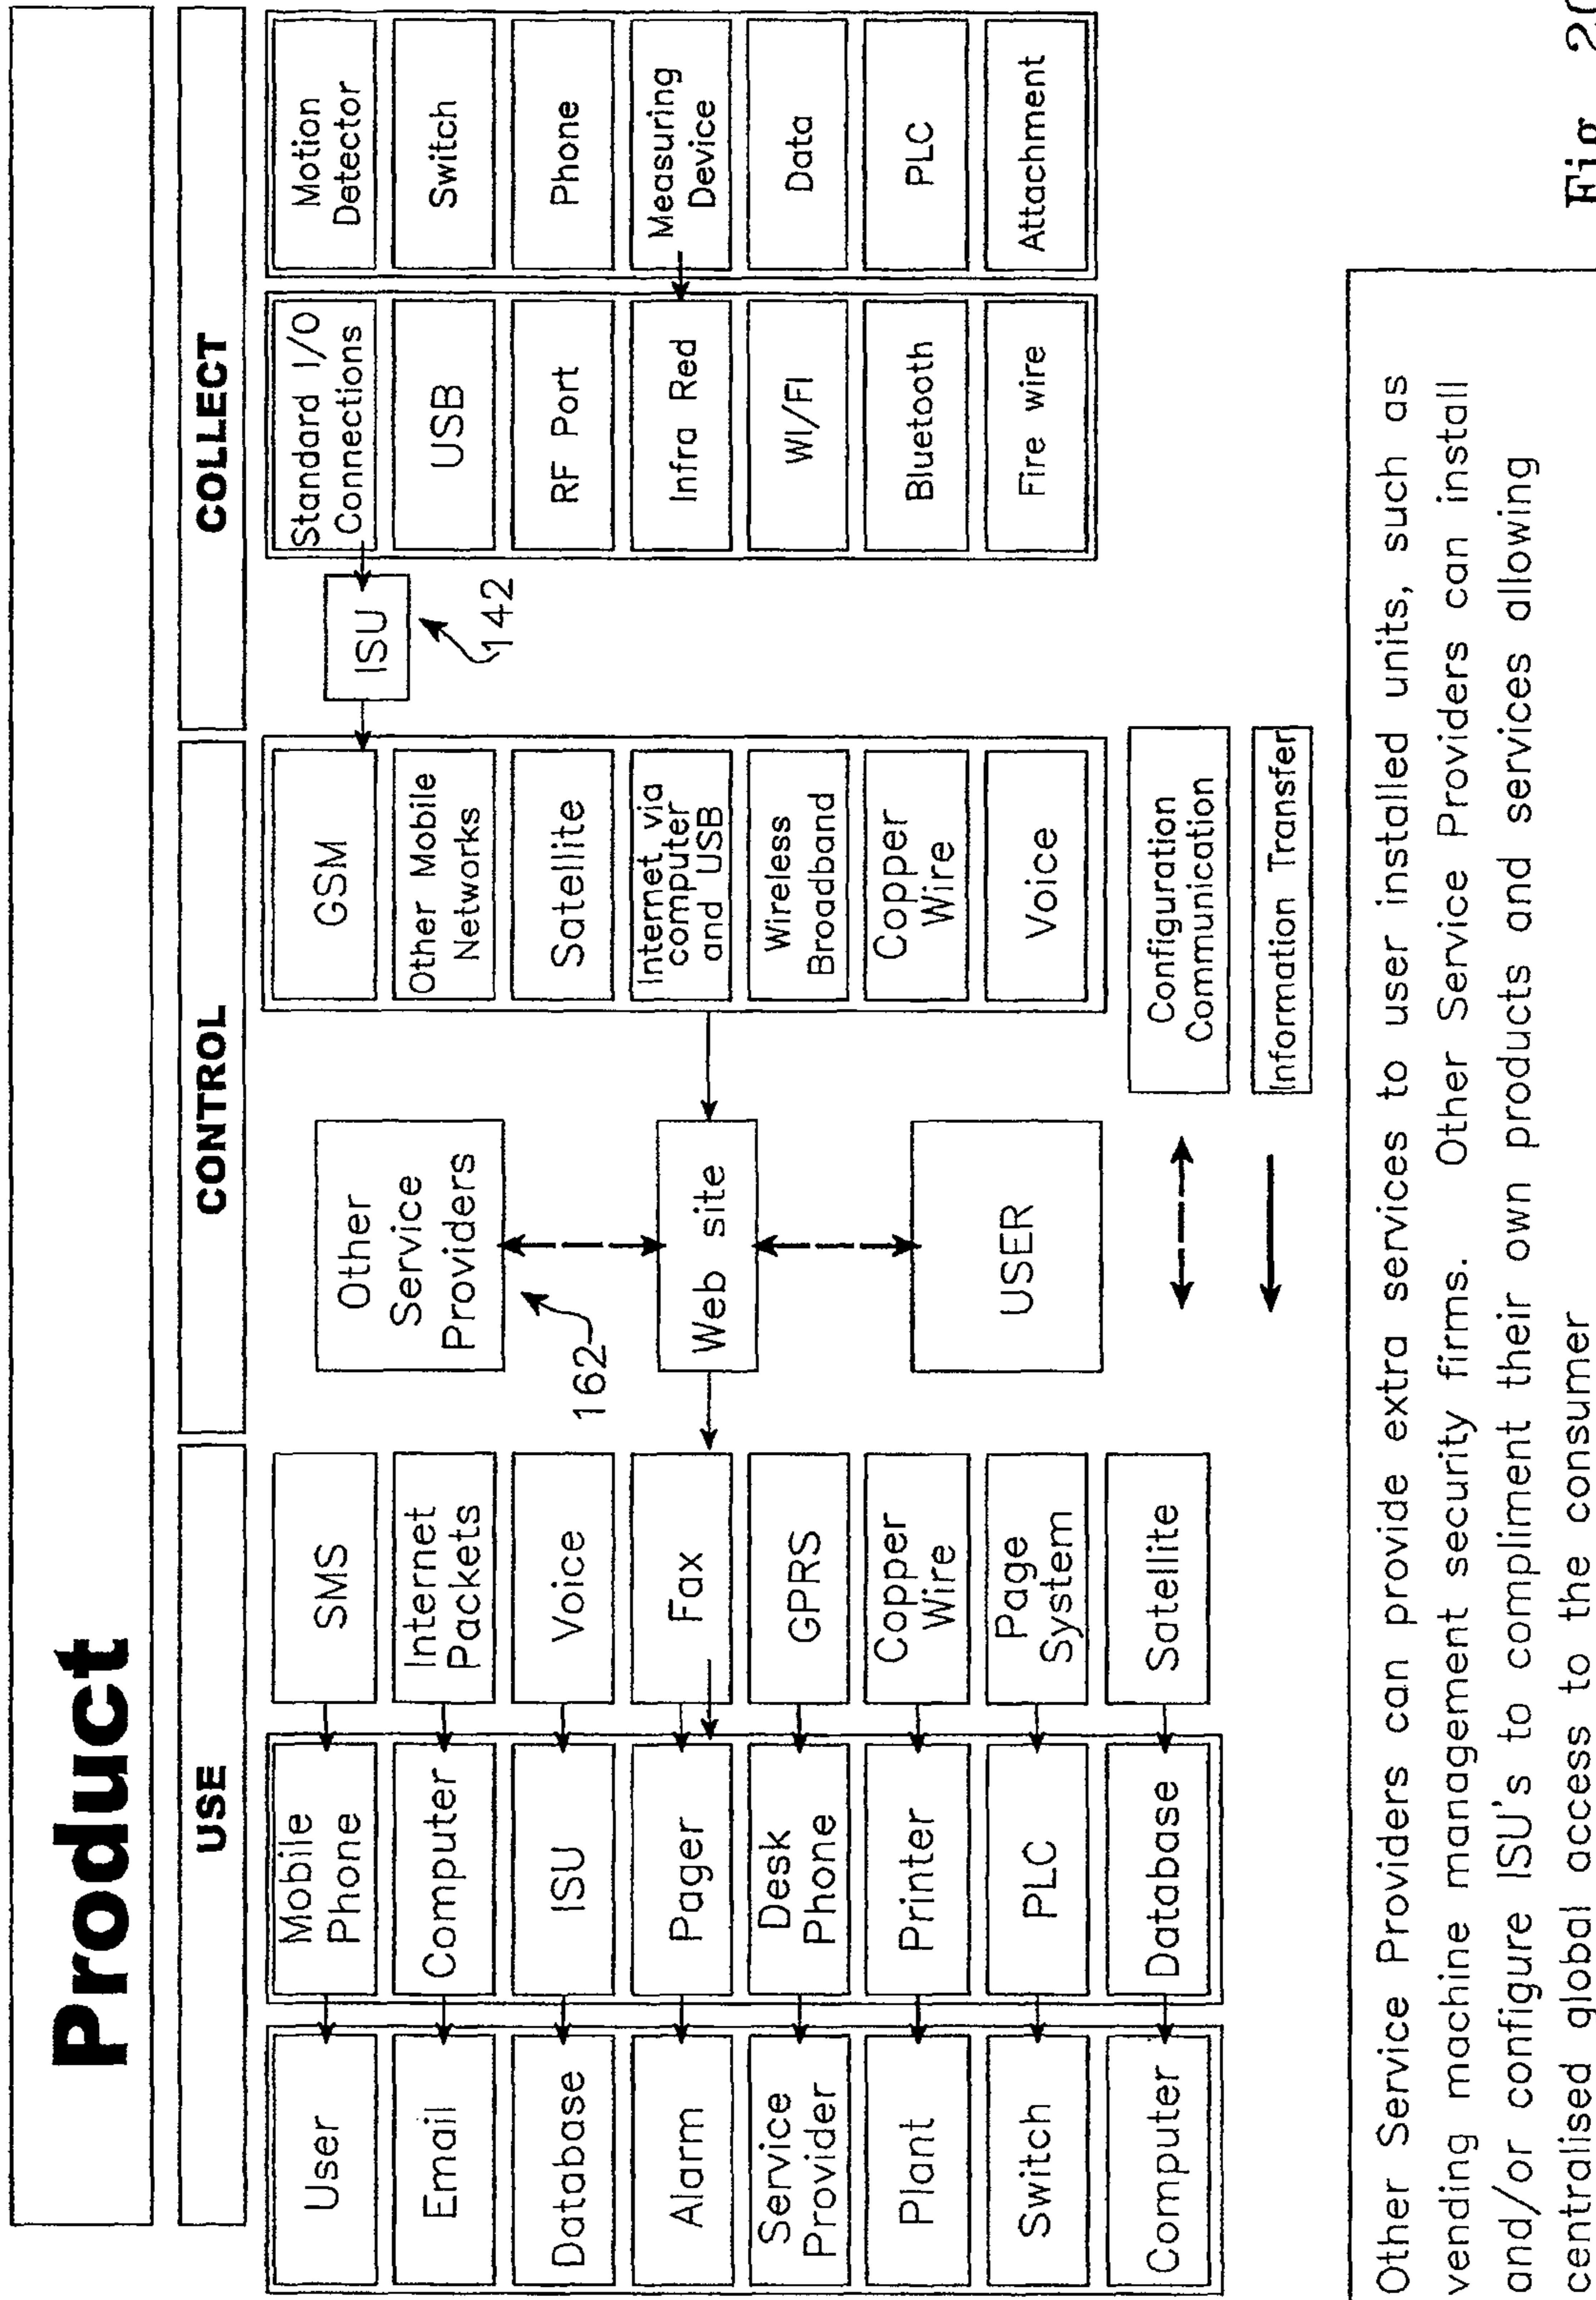 Product
USE
CONTROL
COLLECT
User
Email
Database
Alarm
Service
Provider
Plant
Switch
Computer
Mobile
Phone
Computer
ISU
Pager
Desk
Phone
Printer
PLC
Database
SMS
Internet
Packets
Voice
Fax
GPRS
Copper
Wire
Page
System
Satellite
Other
Service
Providers
162
Web site
USER
GSM
Other Mobile
Networks
Satellite
Internet via
computer
and USB
Wireless
Broadband
Copper
Wire
Voice
Configuration
Communication
Information Transfer
ISU
142
Standard I/O
Connections
USB
RF Port
Infra Red
WI/FI
Bluetooth
Fire wire
Motion
Detector
Switch
Phone
Measuring
Device
Data
PLC
Attachment
Other Service Providers can provide extra services to user installed units, such as
vending machine management security firms. Other Service Providers can install
and/or configure ISU's to compliment their own products and services allowing
centralised global access to the consumer
Fig